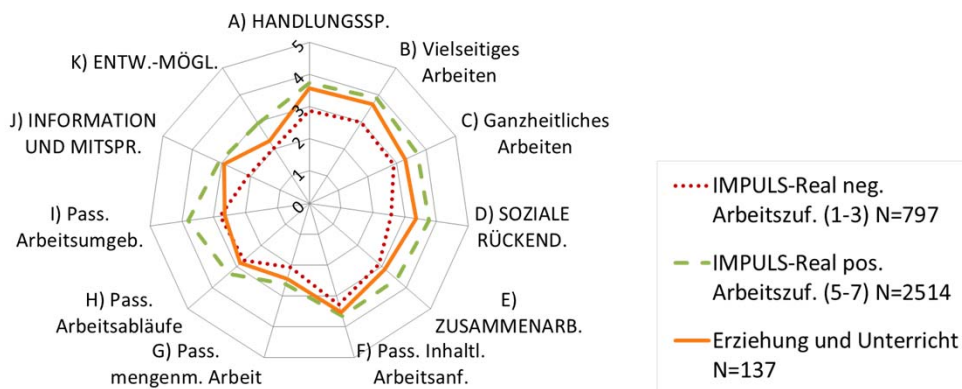 A) HANDLUNGSSP.
B) Vielseitiges
Arbeiten
C) Ganzheitliches
Arbeiten
D) SOZIALE
RÜCKEND.
E)
ZUSAMMENARB.
F) Pass. Inhaltl.
Arbeitsanf.
G) Pass.
mengenm. Arbeit
H) Pass.
Arbeitsabläufe
I) Pass.
Arbeitsumgeb.
J) INFORMATION
UND MITSPR.
K) ENTW.-MÖGL.
5
4
3
2
1
0
IMPULS-Real neg.
Arbeitszuf. (1-3) N=797
IMPULS-Real pos.
Arbeitszuf. (5-7) N=2514
Erziehung und Unterricht
N=137